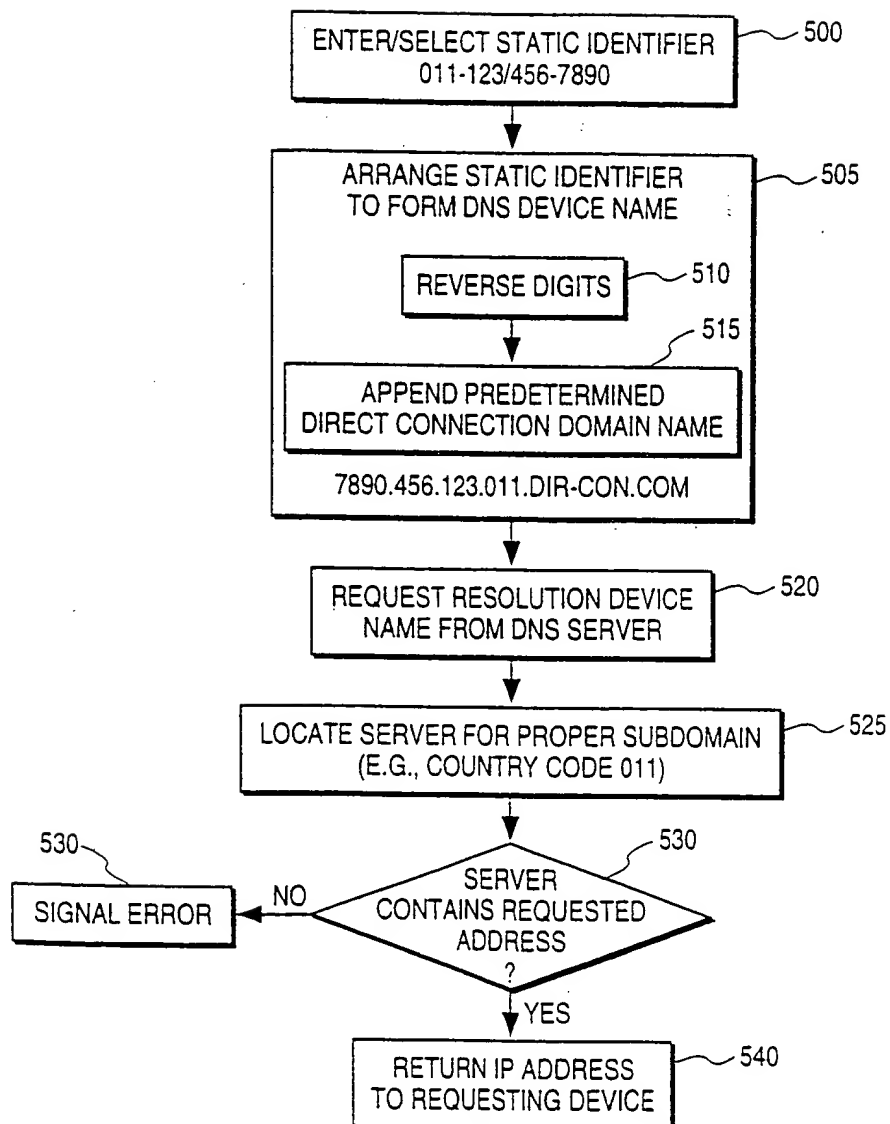 ENTER/SELECT STATIC IDENTIFIER
011-123/456-7890
500
ARRANGE STATIC IDENTIFIER
TO FORM DNS DEVICE NAME
505
REVERSE DIGITS
510
515
APPEND PREDETERMINED
DIRECT CONNECTION DOMAIN NAME
7890.456.123.011.DIR-CON.COM
REQUEST RESOLUTION DEVICE
NAME FROM DNS SERVER
520
LOCATE SERVER FOR PROPER SUBDOMAIN
(E.G., COUNTRY CODE 011)
525
530
SIGNAL ERROR
NO
530
SERVER
CONTAINS REQUESTED
ADDRESS
?
YES
RETURN IP ADDRESS
TO REQUESTING DEVICE
540